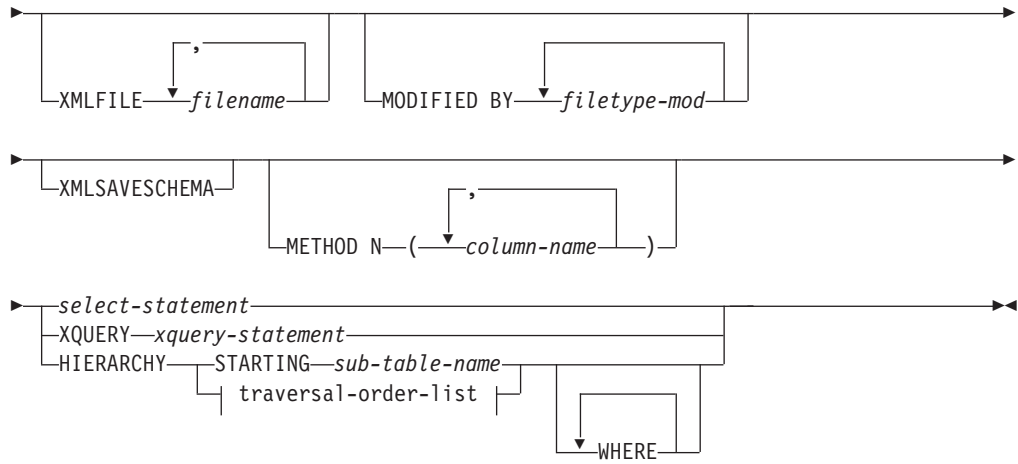 ,
XMLFILE filename MODIFIED BY filetype-mod
XMLSAVESCHEMA
,
METHOD N ( column-name )
select-statement
XQUERY xquery-statement
HIERARCHY STARTING sub-table-name
traversal-order-list
WHERE